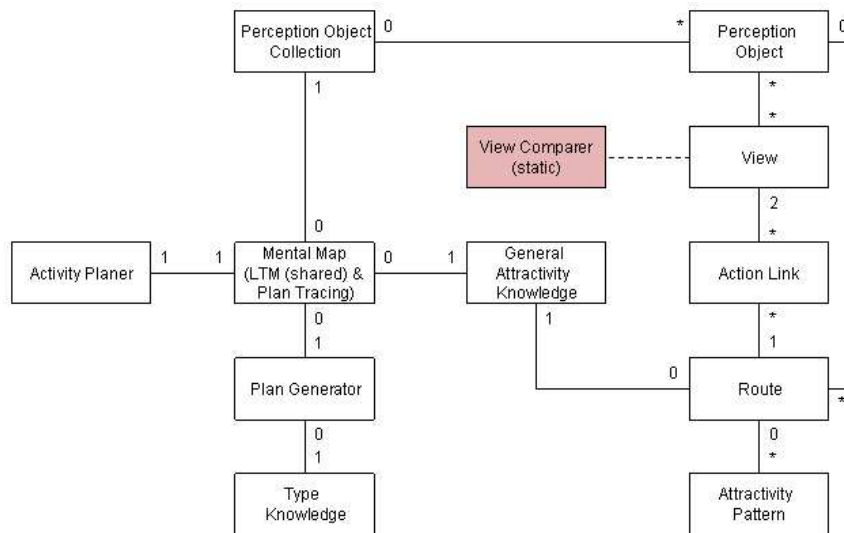 Perception Object
Collection
0
*
Perception
Object
0
1
*
*
View Comparer
(static)
View
2
*
0
Activity Planer
1
1
Mental Map
(LTM (shared) &
Plan Tracing)
0
1
General
Attractivity
Knowledge
Action Link
0
1
1
*
1
Plan Generator
0
Route
*
0
1
0
*
Type
Knowledge
Attractivity
Pattern